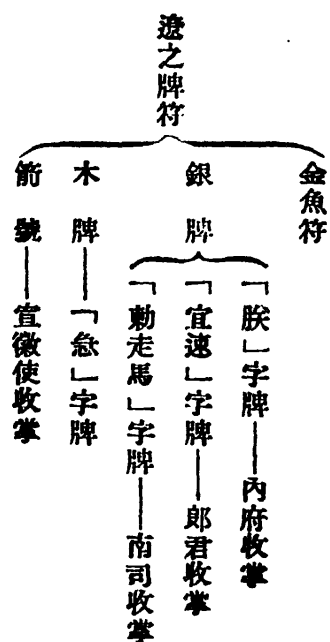 遼之牌符
金魚符
銀牌
「朕」字牌——內府收掌
「宜速」字牌——郎君收掌
「勅走馬」字牌——南司收掌
木牌——「急」字牌
箭號——宣徽使收掌